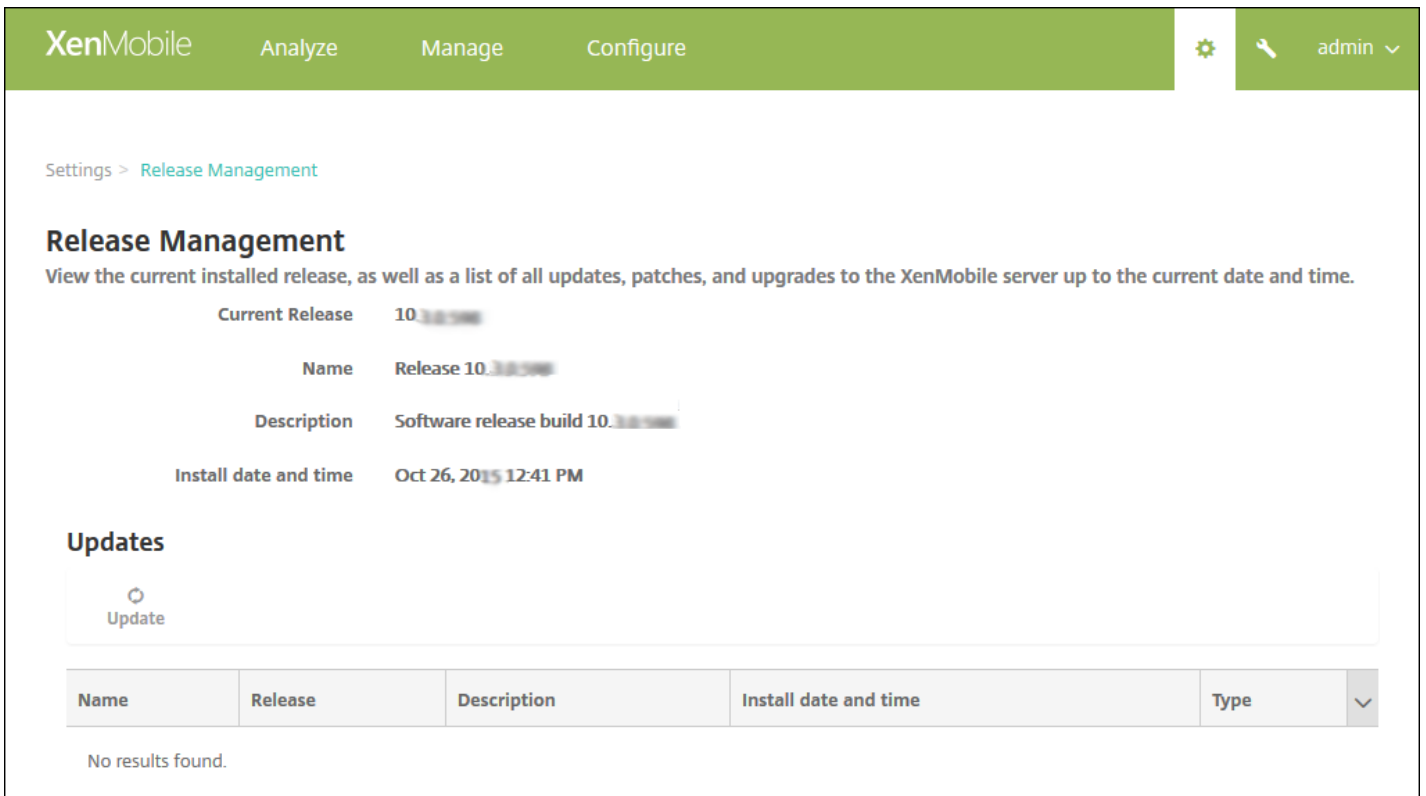 XenMobile Analyze Manage Configure admin
Settings > Release Management
Release Management
View the current installed release, as well as a list of all updates, patches, and upgrades to the XenMobile server up to the current date and time.
Current Release 10.
Name Release 10.
Description Software release build 10.
Install date and time Oct 26, 2015 12:41 PM
Updates
Update
Name Release Description Install date and time Type
No results found.